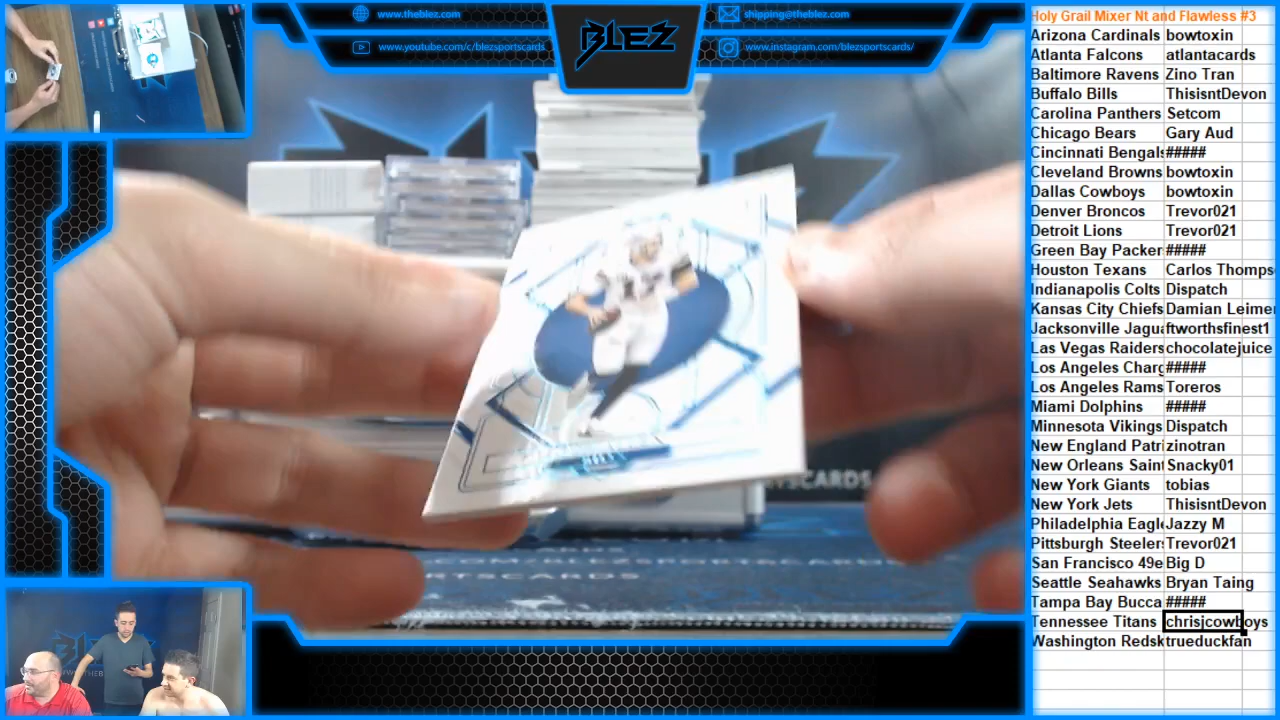 www.theblez.com
shipping@theblez.com
www.youtube.com/c/blezsportscards
BLEZ
www.instagram.com/blezsportscards/
Holy Grail Mixer Nt and Flawless #3
Arizona Cardinals bowtoxin
Atlanta Falcons atlantacards
Baltimore Ravens Zino Tran
Buffalo Bills ThisisntDevon
Carolina Panthers Setcom
Chicago Bears Gary Aud
Cincinnati Bengals #####
Cleveland Browns bowtoxin
Dallas Cowboys bowtoxin
Denver Broncos Trevor021
Detroit Lions Trevor021
Green Bay Packer #####
Houston Texans Carlos Thomps
Indianapolis Colts Dispatch
Kansas City Chiefs Damian Leime
Jacksonville Jagua ftworthsfinest1
Las Vegas Raiders chocolatejuice
Los Angeles Charg #####
Los Angeles Rams Toreros
Miami Dolphins #####
Minnesota Vikings Dispatch
New England Patri zinotran
New Orleans Saint Snacky01
New York Giants tobias
New York Jets ThisisntDevon
Philadelphia Eagle Jazzy M
Pittsburgh Steelers Trevor021
San Francisco 49e Big D
Seattle Seahawks Bryan Taing
Tampa Bay Bucca #####
Tennessee Titans chrisjcowboys
Washington Redsk trueduckfan